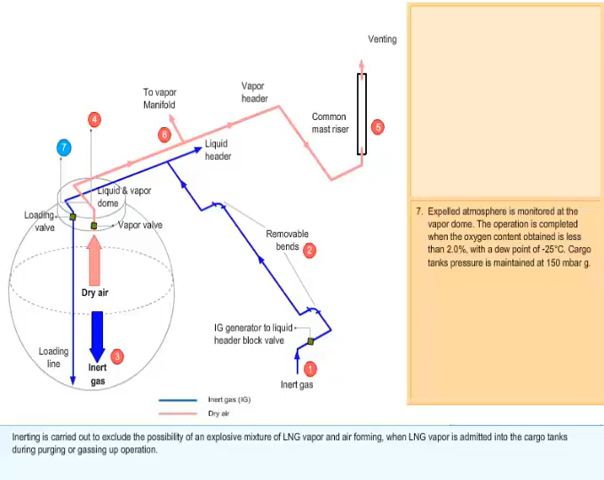 Venting
To vapor
Manifold
Vapor
header
4
Common
mast riser
5
6
7
Liquid
header
Liquid & vapor
dome
Loading
valve
Vapor valve
7. Expelled atmosphere is monitored at the
vapor dome. The operation is completed
when the oxygen content obtained is less
than 2.0%, with a dew point of -25°C. Cargo
tanks pressure is maintained at 150 mbar g.
Removable
bends
2
Dry air
IG generator to liquid
header block valve
Loading
line
3
Inert
gas
1
Inert gas
Inert gas (IG)
Dry air
Inerting is carried out to exclude the possibility of an explosive mixture of LNG vapor and air forming, when LNG vapor is admitted into the cargo tanks
during purging or gassing up operation.